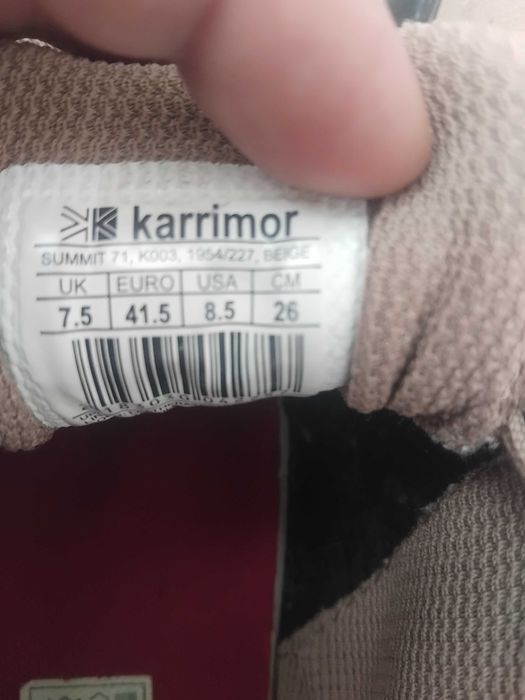 karrimor
SUMMIT 71, K003, 1954/227, BEIGE
UK EURO USA CM
7.5 41.5 8.5 26